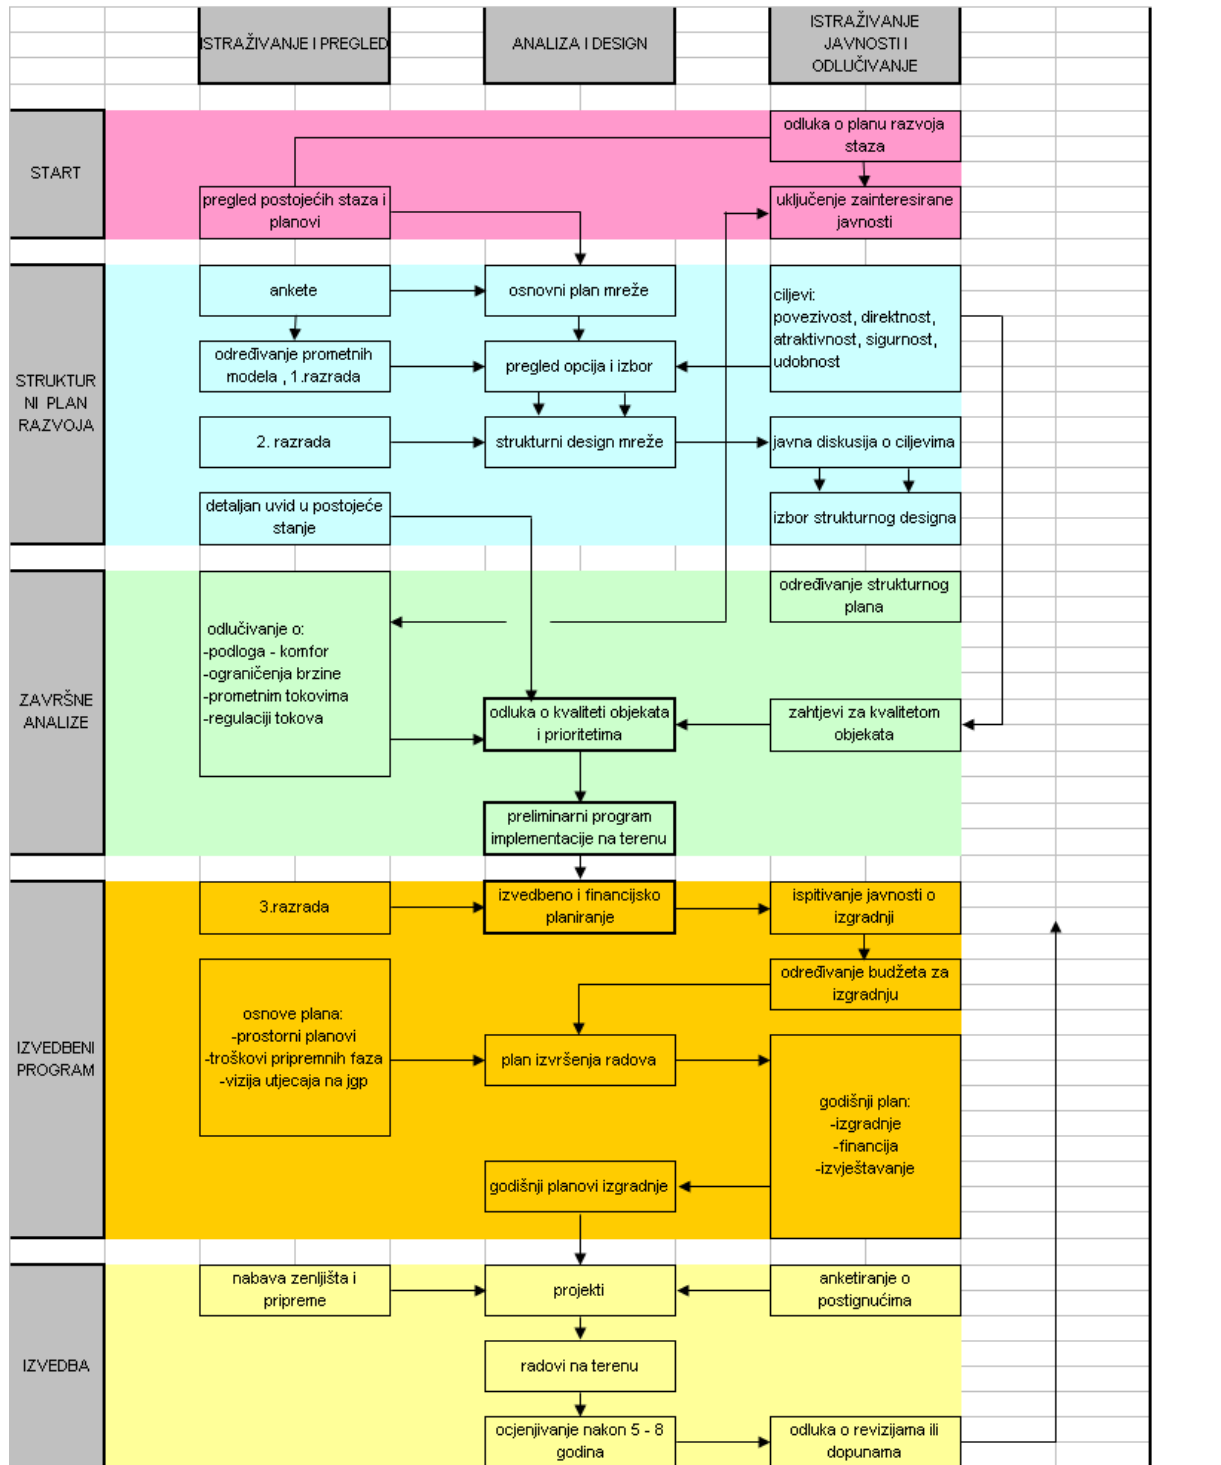 ISTRAŽIVANJE I PREGLED
ANALIZA I DESIGN
ISTRAŽIVANJE
JAVNOSTI I
ODLUČIVANJE
START
odluka o planu razvoja
staza
pregled postojećih staza i
planovi
uključenje zainteresirane
javnosti
STRUKTUR
NI PLAN
RAZVOJA
ankete
osnovni plan mreže
ciljevi:
povezivost, direktnost,
atraktivnost, sigurnost,
udobnost
određivanje prometnih
modela , 1.razrada
pregled opcija i izbor
2. razrada
strukturni design mreže
javna diskusija o ciljevima
detaljan uvid u postojeće
stanje
izbor strukturnog designa
ZAVRŠNE
ANALIZE
odlučivanje o:
-podloga - komfor
-ograničenja brzine
-prometnim tokovima
-regulaciji tokova
određivanje strukturnog
plana
odluka o kvaliteti objekata
i prioritetima
zahtjevi za kvalitetom
objekata
preliminarni program
implementacije na terenu
IZVEDBENI
PROGRAM
3.razrada
izvedbeno i financijsko
planiranje
ispitivanje javnosti o
izgradnji
određivanje budžeta za
izgradnju
osnove plana:
-prostorni planovi
-troškovi pripremnih faza
-vizija utjecaja na jgp
plan izvršenja radova
godišnji plan:
-izgradnje
-financija
-izvještavanje
godišnji planovi izgradnje
IZVEDBA
nabava zenljišta i
pripreme
projekti
anketiranje o
postignućima
radovi na terenu
ocjenjivanje nakon 5 - 8
godina
odluka o revizijama ili
dopunama